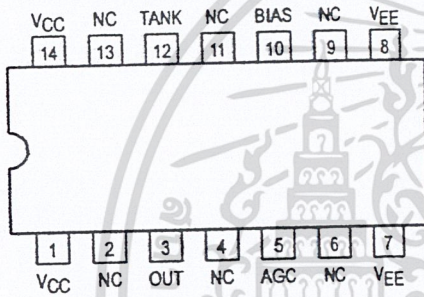 VCC NC TANK NC BIAS NC VEE
14 13 12 11 10 9 8
1 2 3 4 5 6 7
VCC NC OUT NC AGC NC VEE